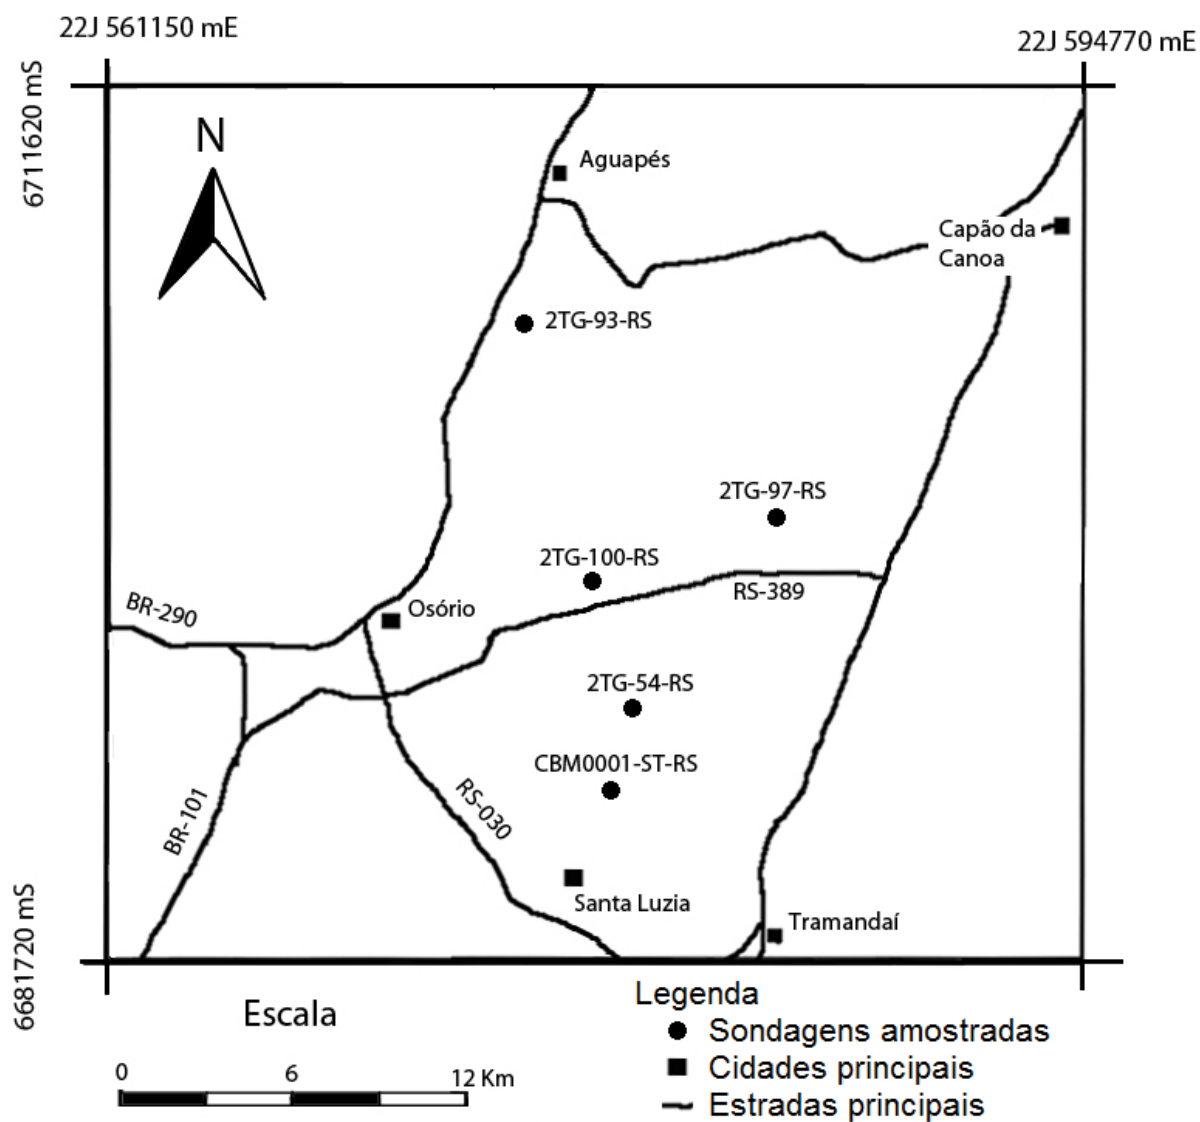 22J 561150 mE
22J 594770 mE
6711620 mS
N
Aguapés
Capão da
Canoa
2TG-93-RS
2TG-97-RS
2TG-100-RS
RS-389
BR-290
Osório
2TG-54-RS
CBM0001-ST-RS
RS-030
BR-101
Santa Luzia
Tramandaí
6681720 mS
Escala
0 6 12 Km
Legenda
Sondagens amostradas
Cidades principais
Estradas principais